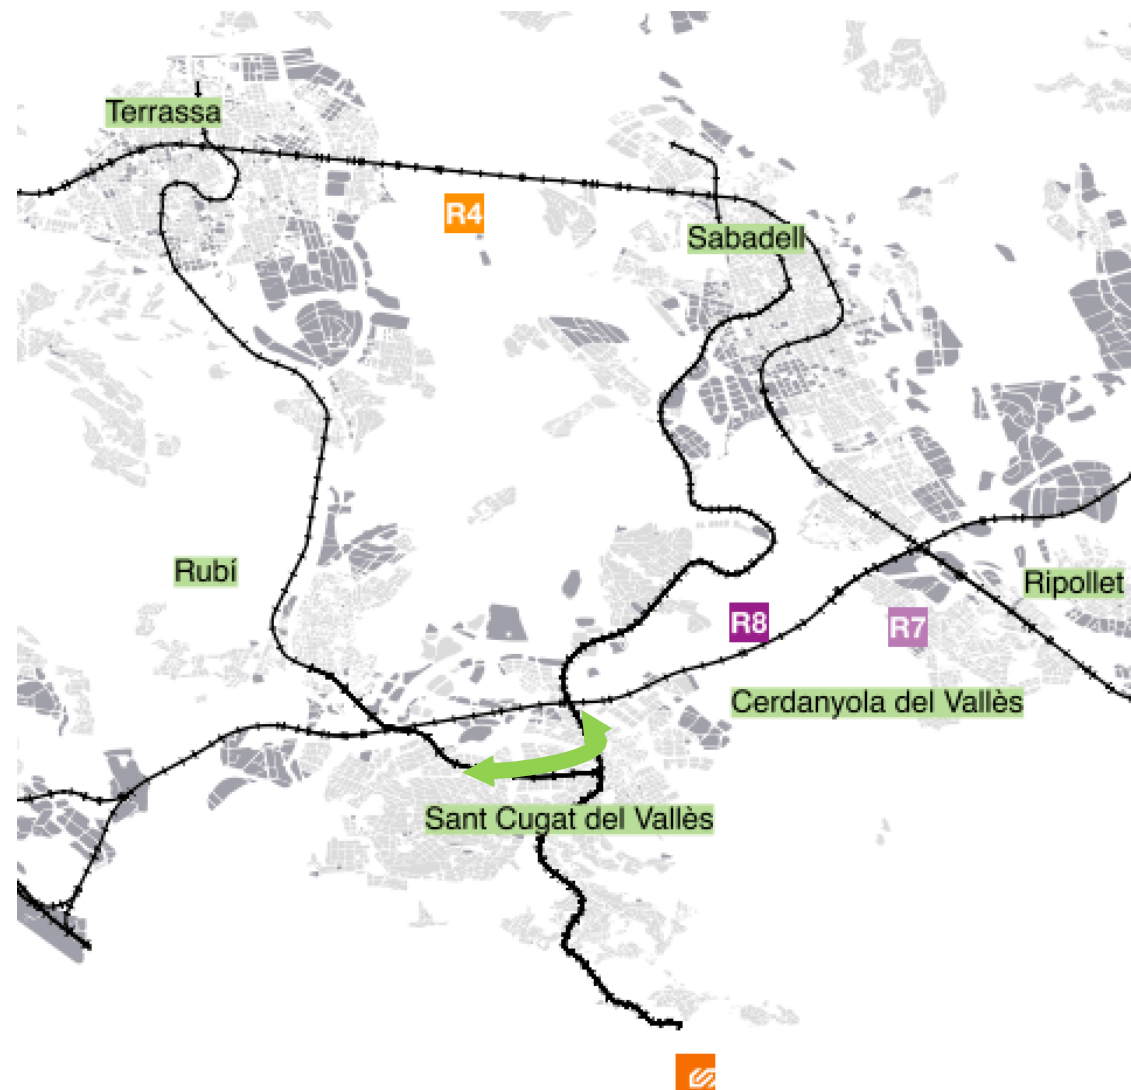 Terrassa
R4
Sabadell
Rubí
Ripollet
R8
R7
Cerdanyola del Vallès
Sant Cugat del Vallès